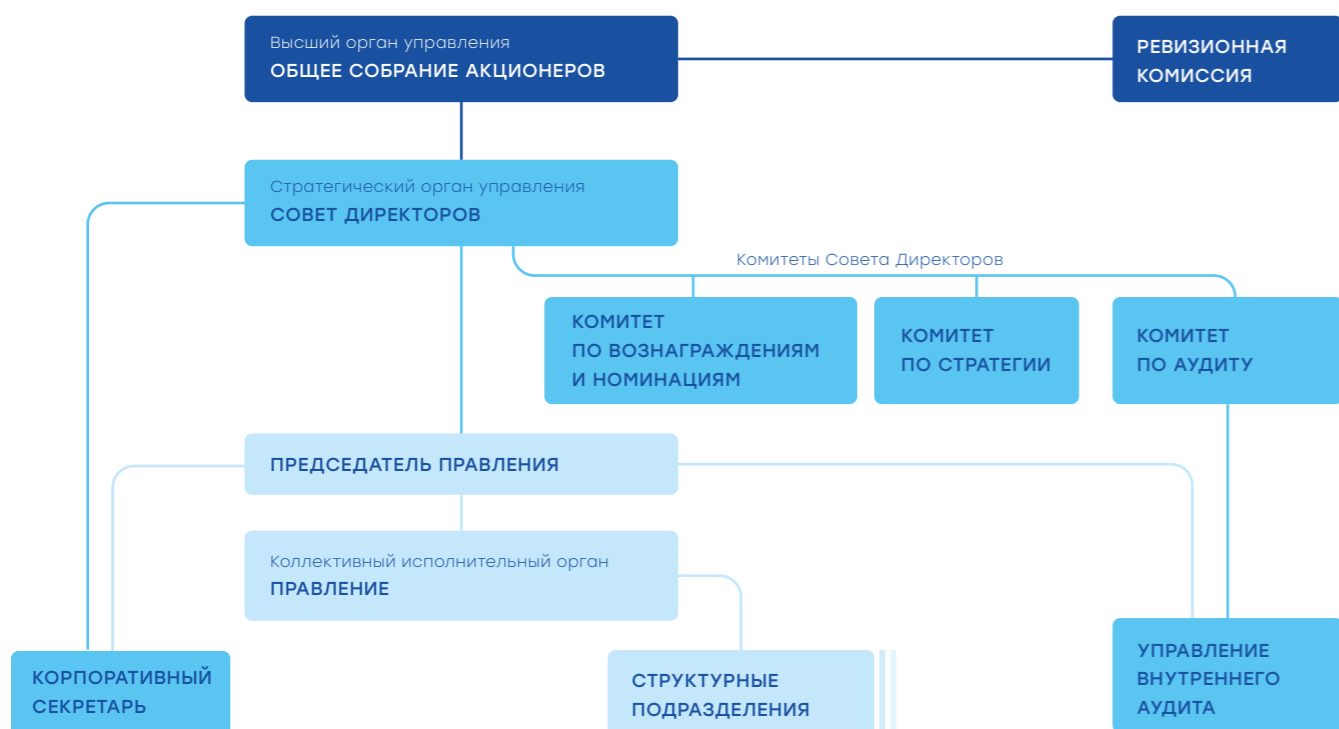 Высший орган управления
ОБЩЕЕ СОБРАНИЕ АКЦИОНЕРОВ
РЕВИЗИОННАЯ
КОМИССИЯ
Стратегический орган управления
СОВЕТ ДИРЕКТОРОВ
Комитеты Совета Директоров
КОМИТЕТ
ПО ВОЗНАГРАЖДЕНИЯМ
И НОМИНАЦИЯМ
КОМИТЕТ
ПО СТРАТЕГИИ
КОМИТЕТ
ПО АУДИТУ
ПРЕДСЕДАТЕЛЬ ПРАВЛЕНИЯ
Коллективный исполнительный орган
ПРАВЛЕНИЕ
КОРПОРАТИВНЫЙ
СЕКРЕТАРЬ
СТРУКТУРНЫЕ
ПОДРАЗДЕЛЕНИЯ
УПРАВЛЕНИЕ
ВНУТРЕННЕГО
АУДИТА